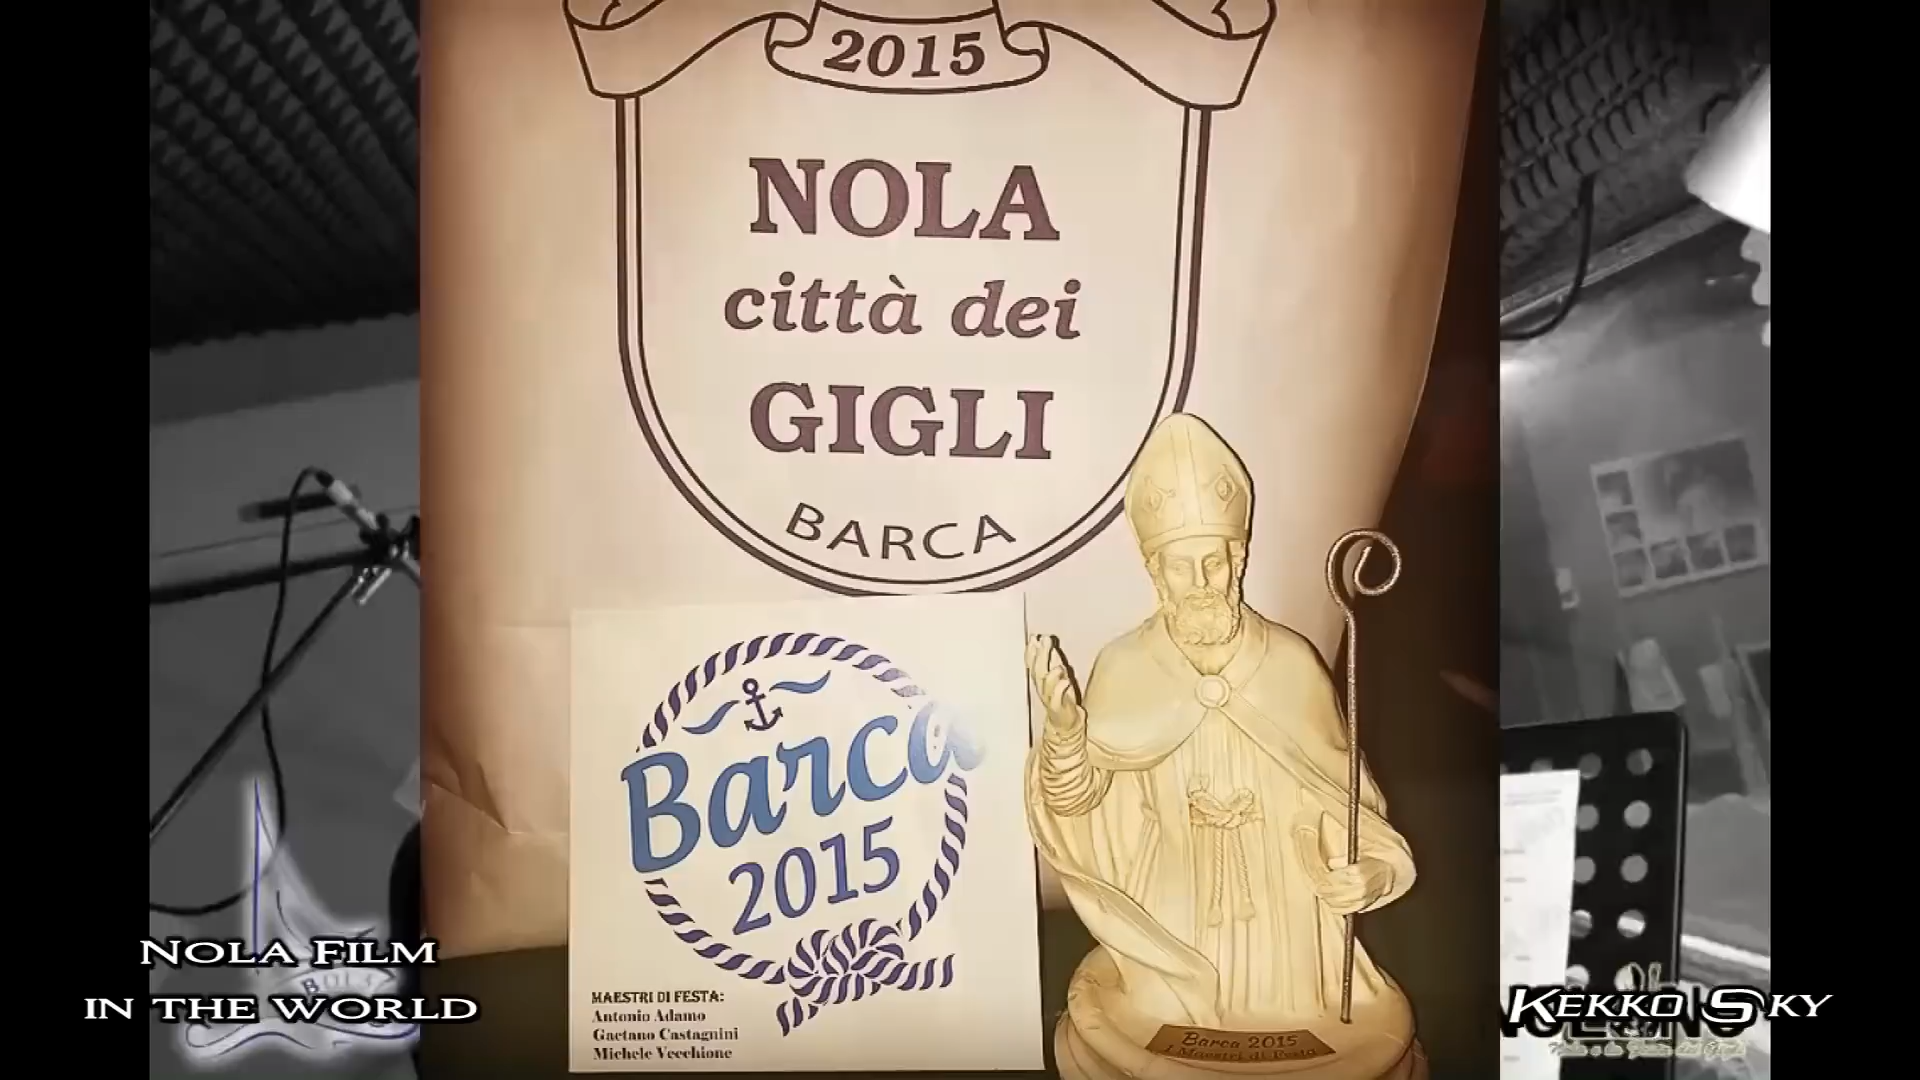 2015
NOLA
città dei
GIGLI
BARCA
Barca
2015
MAESTRI DI FESTA:
Antonio Adamo
Gaetano Castagnini
Michele Vecchione
Barca 2015
I Maestri di Festa
NOLA FILM
IN THE WORLD
KEKKO SKY